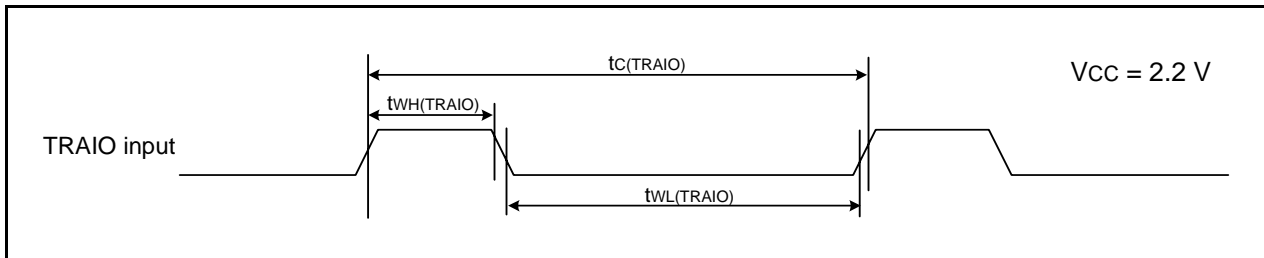 tC(TRAIO)
VCC = 2.2 V
tWH(TRAIO)
TRAIO input
tWL(TRAIO)